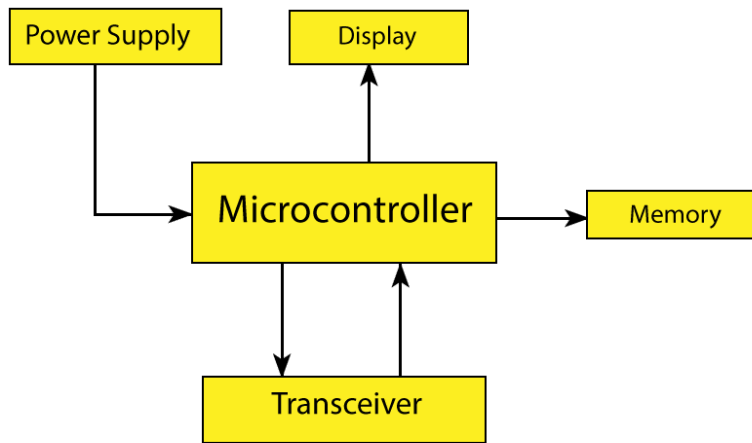 Power Supply
Display
Microcontroller
Memory
Transceiver